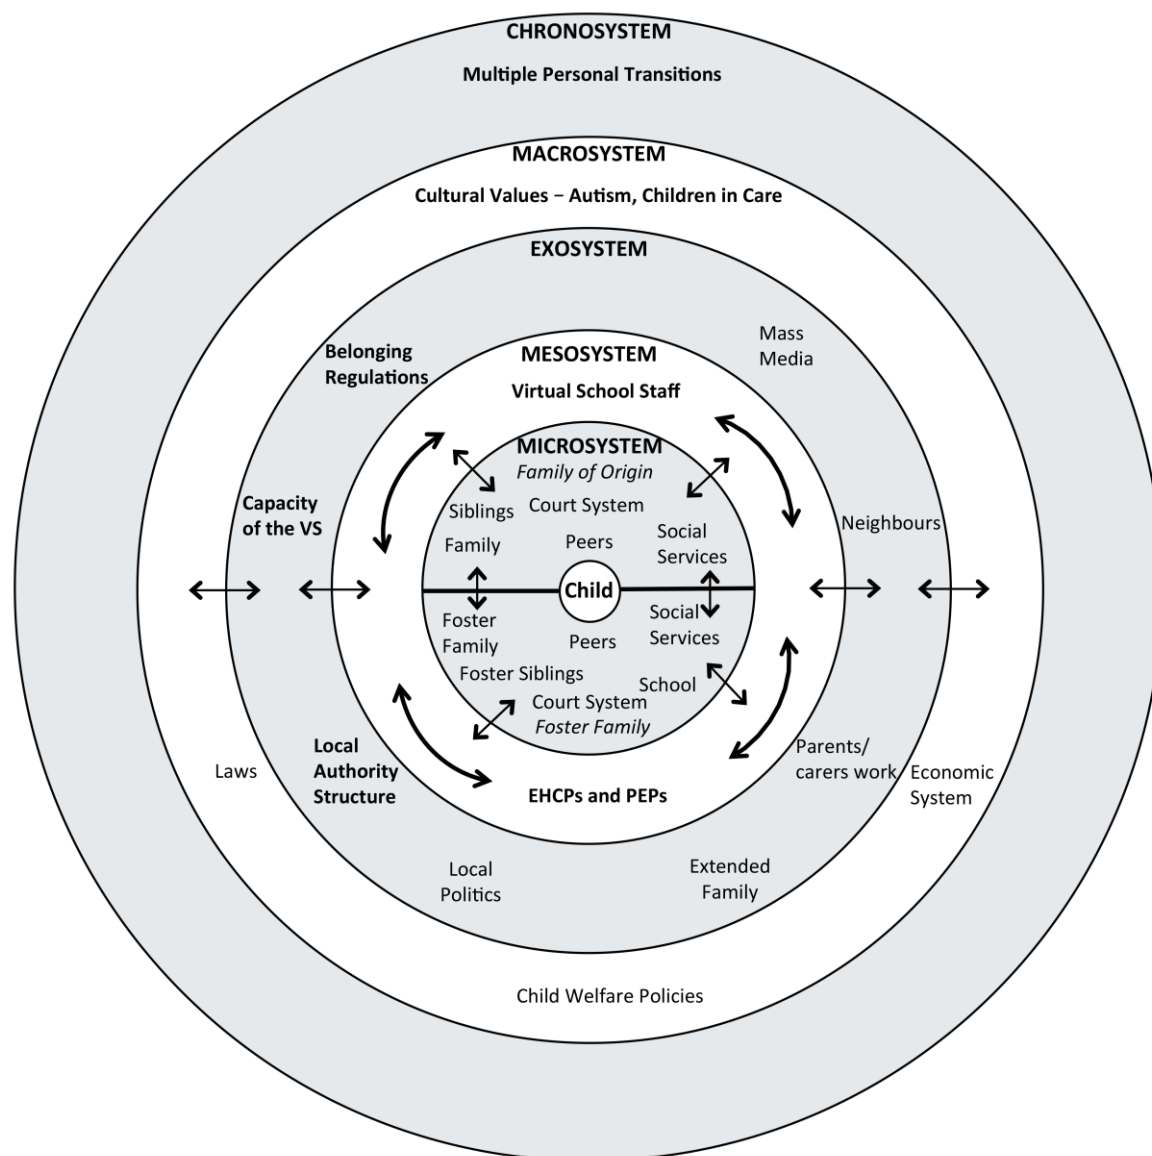 CHRONOSYSTEM
Multiple Personal Transitions
MACROSYSTEM
Cultural Values – Autism, Children in Care
EXOSYSTEM
Mass
Media
Belonging
Regulations
MESOSYSTEM
Virtual School Staff
MICROSYSTEM
Family of Origin
Siblings
Court System
Capacity
of the VS
Neighbours
Family
Peers
Social
Services
Child
Foster
Family
Peers
Social
Services
Foster Siblings
School
Court System
Foster Family
Laws
Local
Authority
Structure
Parents/
carers work
Economic
System
EHCPs and PEPs
Local
Politics
Extended
Family
Child Welfare Policies